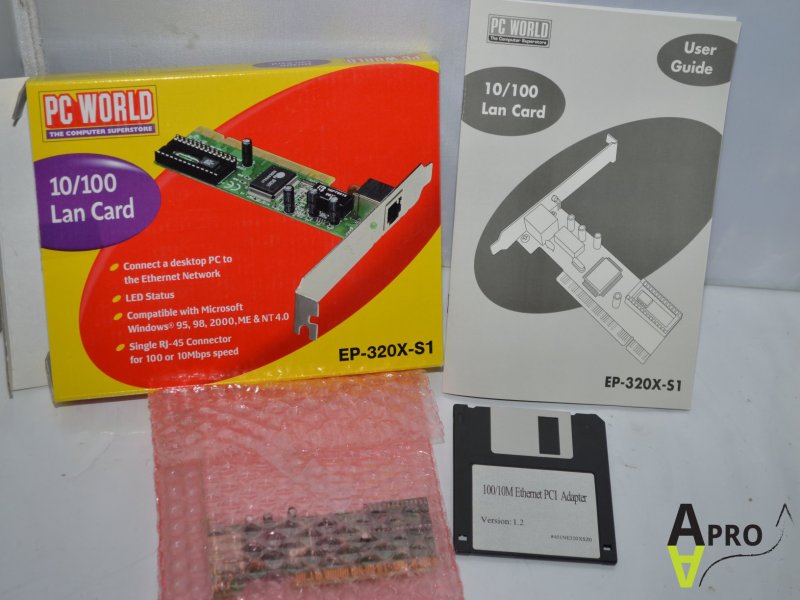 PC WORLD
THE COMPUTER SUPERSTORE
10/100
Lan Card
Connect a desktop PC to
the Ethernet Network
LED Status
Compatible with Microsoft
Windows® 95, 98, 2000, ME & NT 4.0
Single RJ-45 Connector
for 100 or 10Mbps speed
EP-320X-S1
PC WORLD
The Computer Superstore
User
Guide
10/100
Lan Card
EP-320X-S1
100/10M Ethernet PCI Adapter
Version: 1.2
A PRO
A